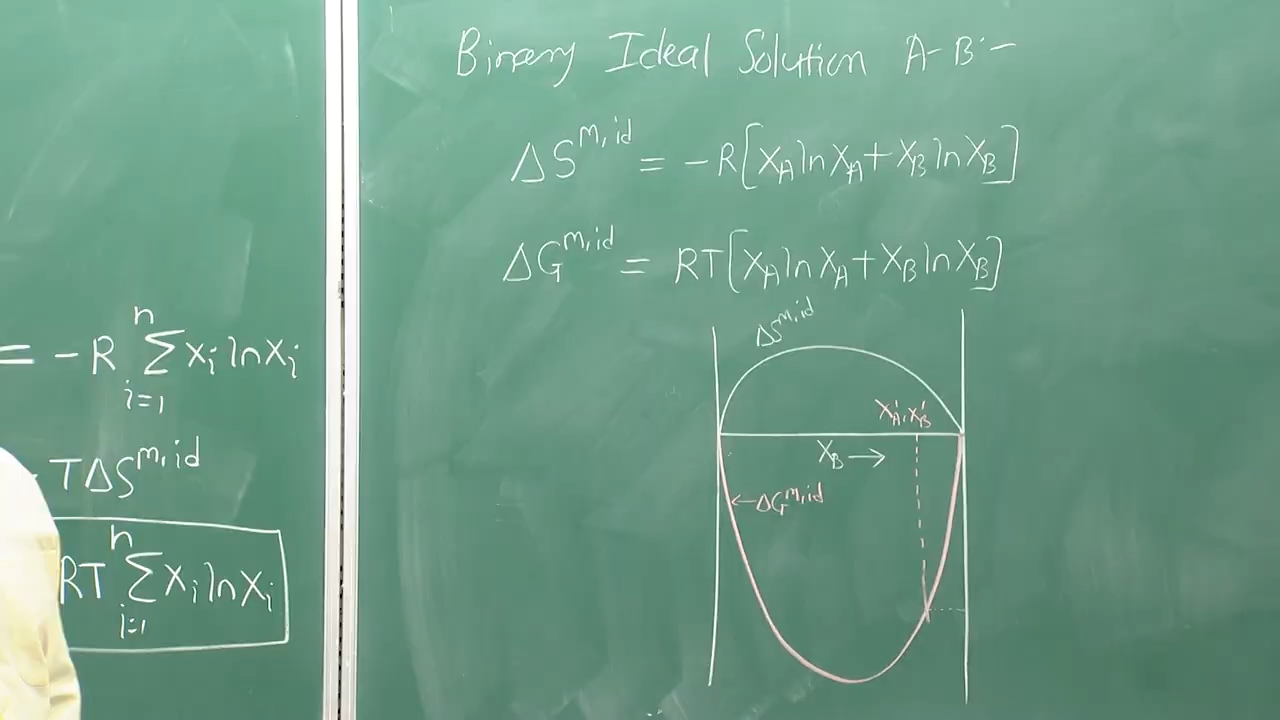 = -R Σ_{i=1}^{n} x_i ln x_i
TΔS^{m,id}
RT Σ_{i=1}^{n} x_i ln x_i
Binary Ideal Solution A-B:-
ΔS^{m,id} = -R[x_A ln x_A + x_B ln x_B]
ΔG^{m,id} = RT[x_A ln x_A + x_B ln x_B]
ΔS^{m,id}
x'_A, x'_B
x_B →
← ΔG^{m,id}